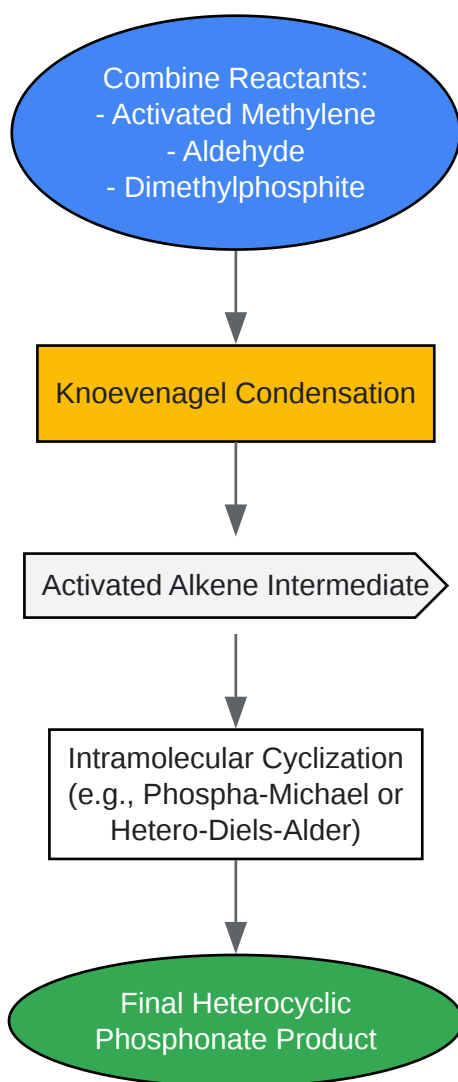 Combine Reactants:
- Activated Methylene
- Aldehyde
- Dimethylphosphite
Knoevenagel Condensation
Activated Alkene Intermediate
Intramolecular Cyclization
(e.g., Phospha-Michael or
Hetero-Diels-Alder)
Final Heterocyclic
Phosphonate Product